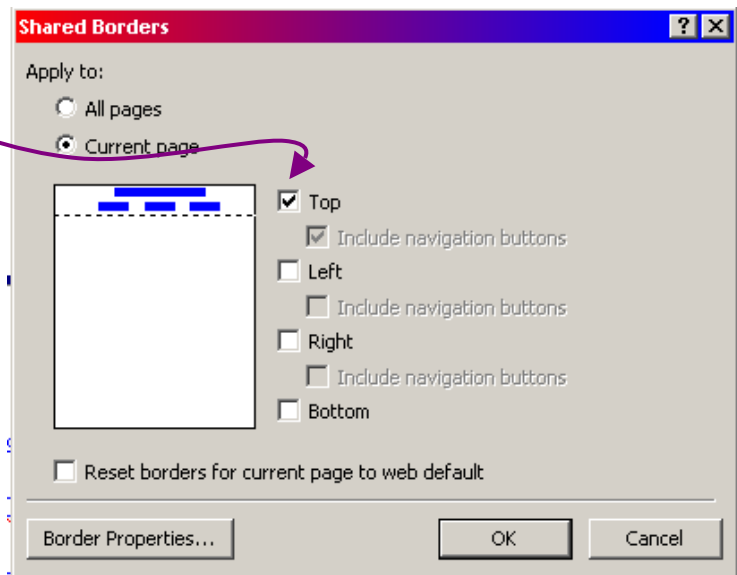 Shared Borders
Apply to:
All pages
Current page
Top
Include navigation buttons
Left
Include navigation buttons
Right
Include navigation buttons
Bottom
Reset borders for current page to web default
Border Properties...
OK
Cancel